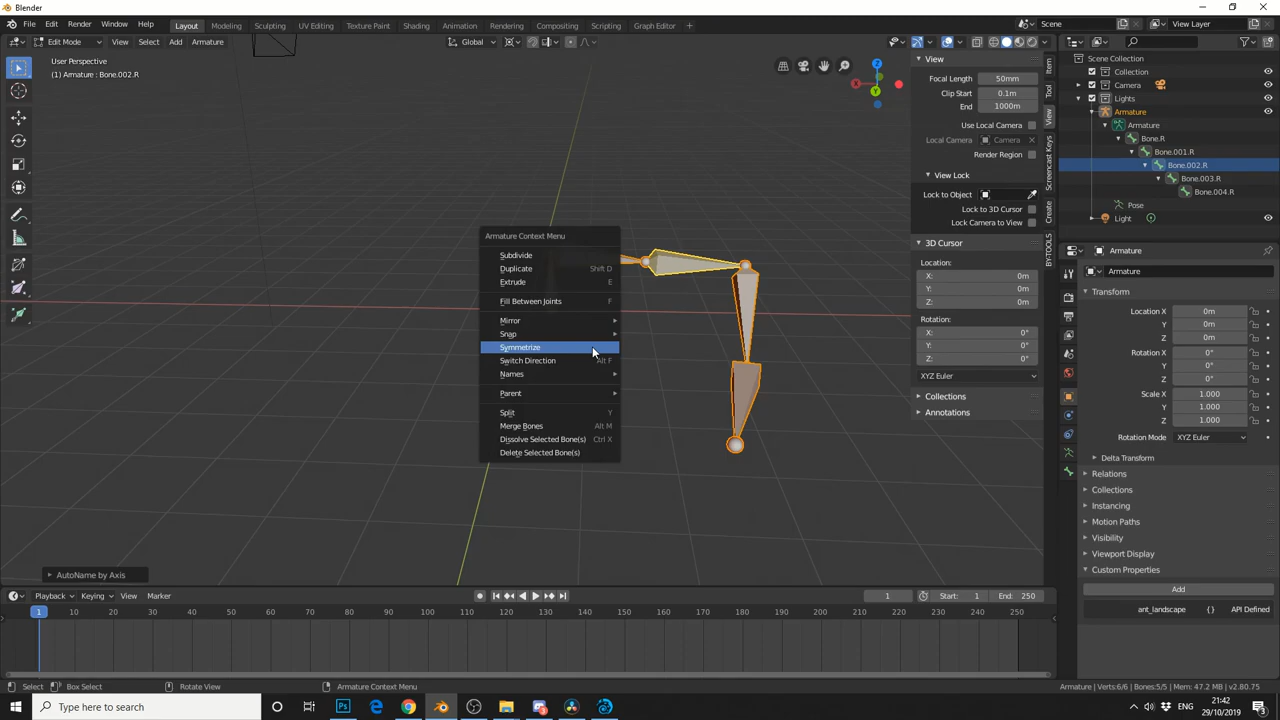 Blender
File Edit Render Window Help Layout Modeling Sculpting UV Editing Texture Paint Shading Animation Rendering Compositing Scripting Graph Editor + Scene View Layer
Edit Mode View Select Add Armature Global
User Perspective
(1) Armature : Bone.002.R
Armature Context Menu
Subdivide
Duplicate Shift D
Extrude E
Fill Between Joints F
Mirror
Snap
Symmetrize
Switch Direction Alt F
Names
Parent
Split Y
Merge Bones Alt M
Dissolve Selected Bone(s) Ctrl X
Delete Selected Bone(s)
AutoName by Axis
X
Y
Z
View
Focal Length 50mm
Clip Start 0.1m
End 1000m
Use Local Camera
Local Camera Camera
Render Region
View Lock
Lock to Object
Lock to 3D Cursor
Lock Camera to View
3D Cursor
Location:
X: 0m
Y: 0m
Z: 0m
Rotation:
X: 0°
Y: 0°
Z: 0°
XYZ Euler
Collections
Annotations
Item
Tool
View
Screencast Keys
Create
BY-TOOLS
Scene Collection
Collection
Camera
Lights
Armature
Armature
Bone.R
Bone.001.R
Bone.002.R
Bone.003.R
Bone.004.R
Pose
Light
Armature
Armature
Transform
Location X 0m
Y 0m
Z 0m
Rotation X 0°
Y 0°
Z 0°
Scale X 1.000
Y 1.000
Z 1.000
Rotation Mode XYZ Euler
Delta Transform
Relations
Collections
Instancing
Motion Paths
Visibility
Viewport Display
Custom Properties
Add
ant_landscape {} API Defined
Playback Keying View Marker 1 Start: 1 End: 250
1 10 20 30 40 50 60 70 80 90 100 110 120 130 140 150 160 170 180 190 200 210 220 230 240 250
Select Box Select Rotate View Armature Context Menu Armature | Verts:6/6 | Bones:5/5 | Mem: 47.2 MB | v2.80.75
Type here to search
ENG
21:42
29/10/2019